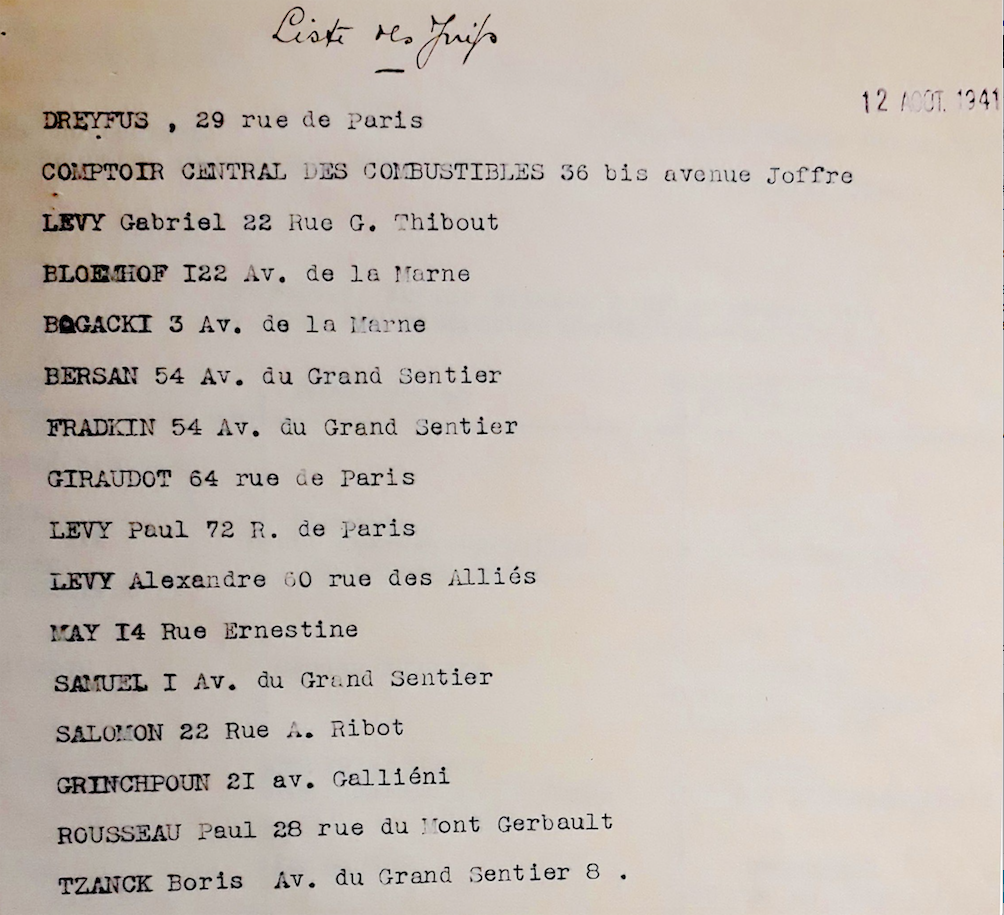 Liste des Juifs
12 AOUT. 1941
DREYFUS , 29 rue de Paris
COMPTOIR CENTRAL DES COMBUSTIBLES 36 bis avenue Joffre
LEVY Gabriel 22 Rue G. Thibout
BLOEMHOF I22 Av. de la Marne
BOGACKI 3 Av. de la Marne
BERSAN 54 Av. du Grand Sentier
FRADKIN 54 Av. du Grand Sentier
GIRAUDOT 64 rue de Paris
LEVY Paul 72 R. de Paris
LEVY Alexandre 60 rue des Alliés
MAY I4 Rue Ernestine
SAMUEL I Av. du Grand Sentier
SALOMON 22 Rue A. Ribot
GRINCHPOUN 2I av. Galliéni
ROUSSEAU Paul 28 rue du Mont Gerbault
TZANCK Boris Av. du Grand Sentier 8 .